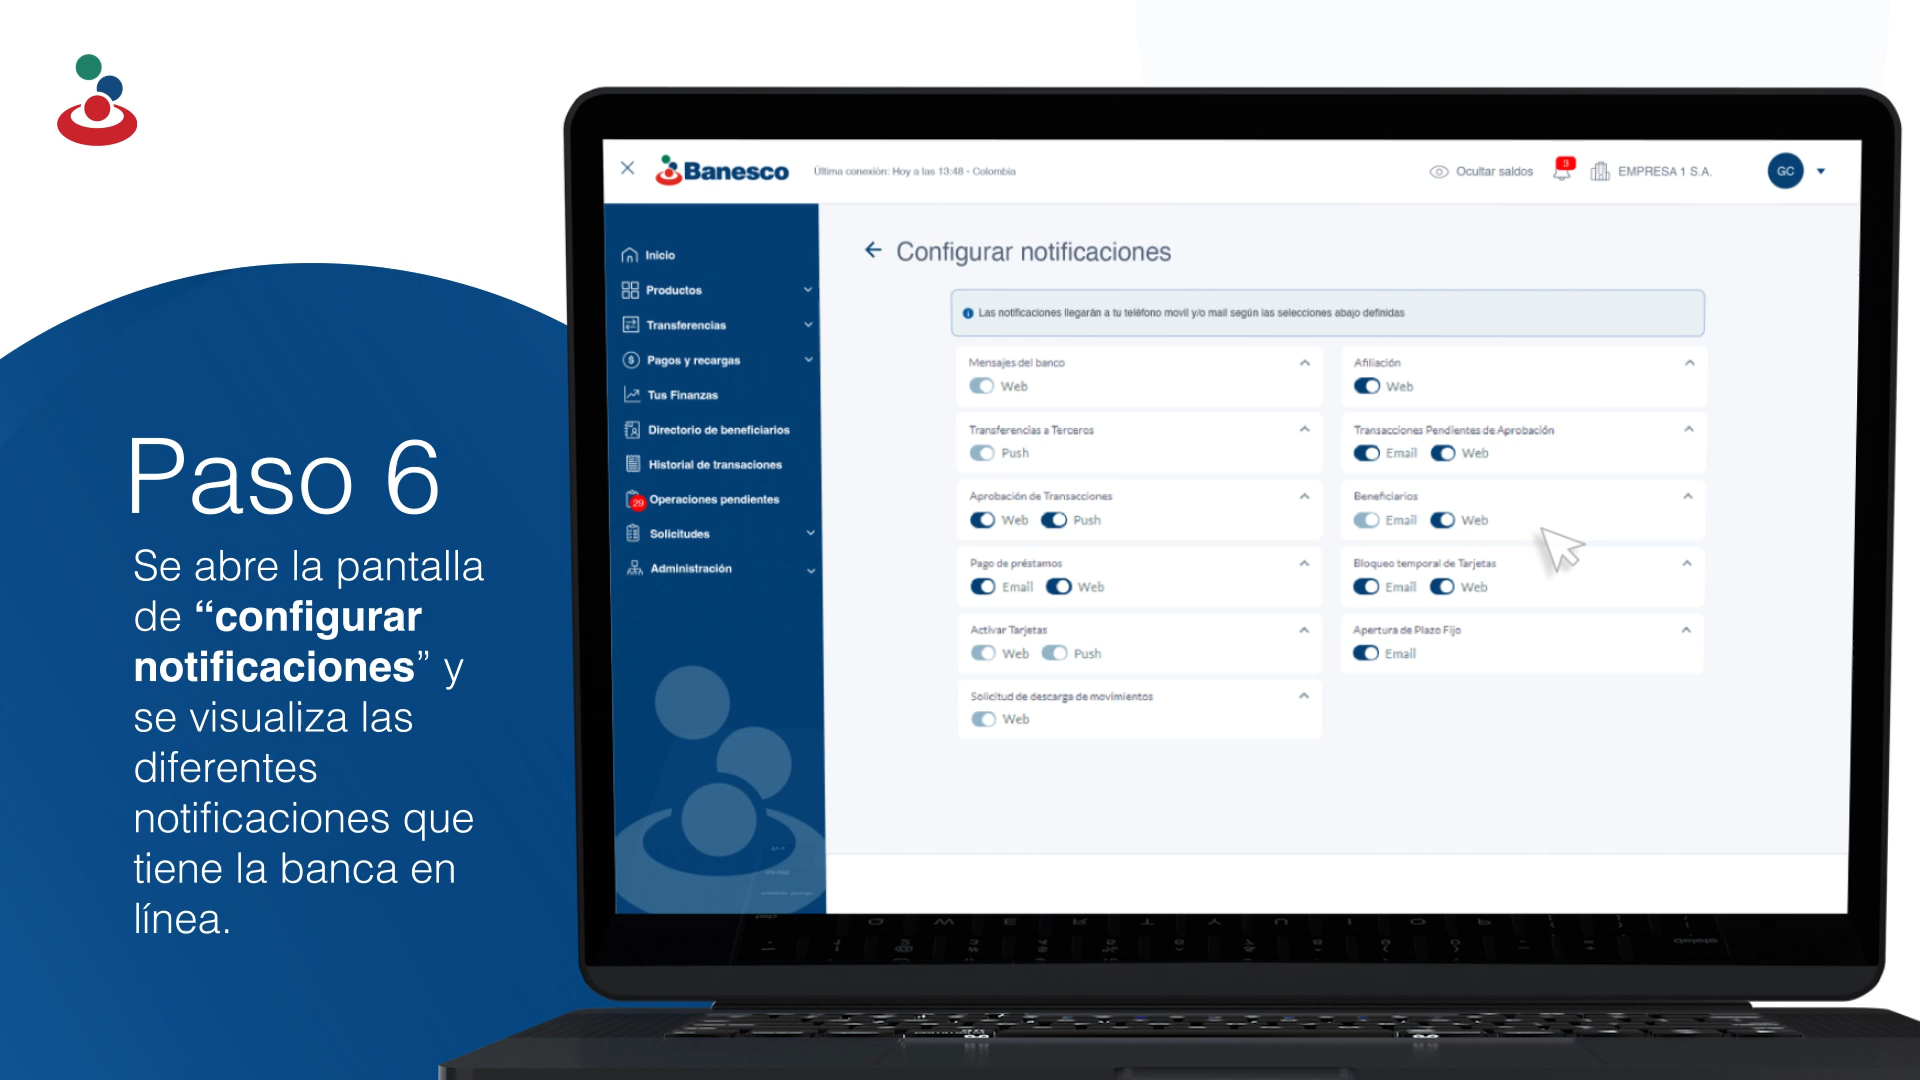 Paso 6
Se abre la pantalla
de “configurar
notificaciones” y
se visualiza las
diferentes
notificaciones que
tiene la banca en
línea.
Banesco
Última conexión: Hoy a las 13:48 - Colombia
Ocultar saldos
3
EMPRESA 1 S.A.
GC
Inicio
Productos
Transferencias
Pagos y recargas
Tus Finanzas
Directorio de beneficiarios
Historial de transaciones
29
Operaciones pendientes
Solicitudes
Administración
Configurar notificaciones
Las notificaciones llegarán a tu teléfono movil y/o mail según las selecciones abajo definidas
Mensajes del banco
Web
Transferencias a Terceros
Push
Aprobación de Transacciones
Web Push
Pago de préstamos
Email Web
Activar Tarjetas
Web Push
Solicitud de descarga de movimientos
Web
Afiliación
Web
Transacciones Pendientes de Aprobación
Email Web
Beneficiarios
Email Web
Bloqueo temporal de Tarjetas
Email Web
Apertura de Plazo Fijo
Email